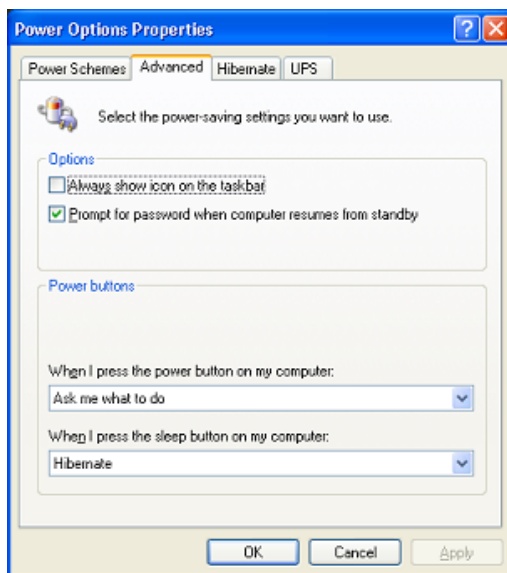 Power Options Properties
Power Schemes Advanced Hibernate UPS
Select the power-saving settings you want to use.
Options
Always show icon on the taskbar
Prompt for password when computer resumes from standby
Power buttons
When I press the power button on my computer:
Ask me what to do
When I press the sleep button on my computer:
Hibernate
OK Cancel Apply